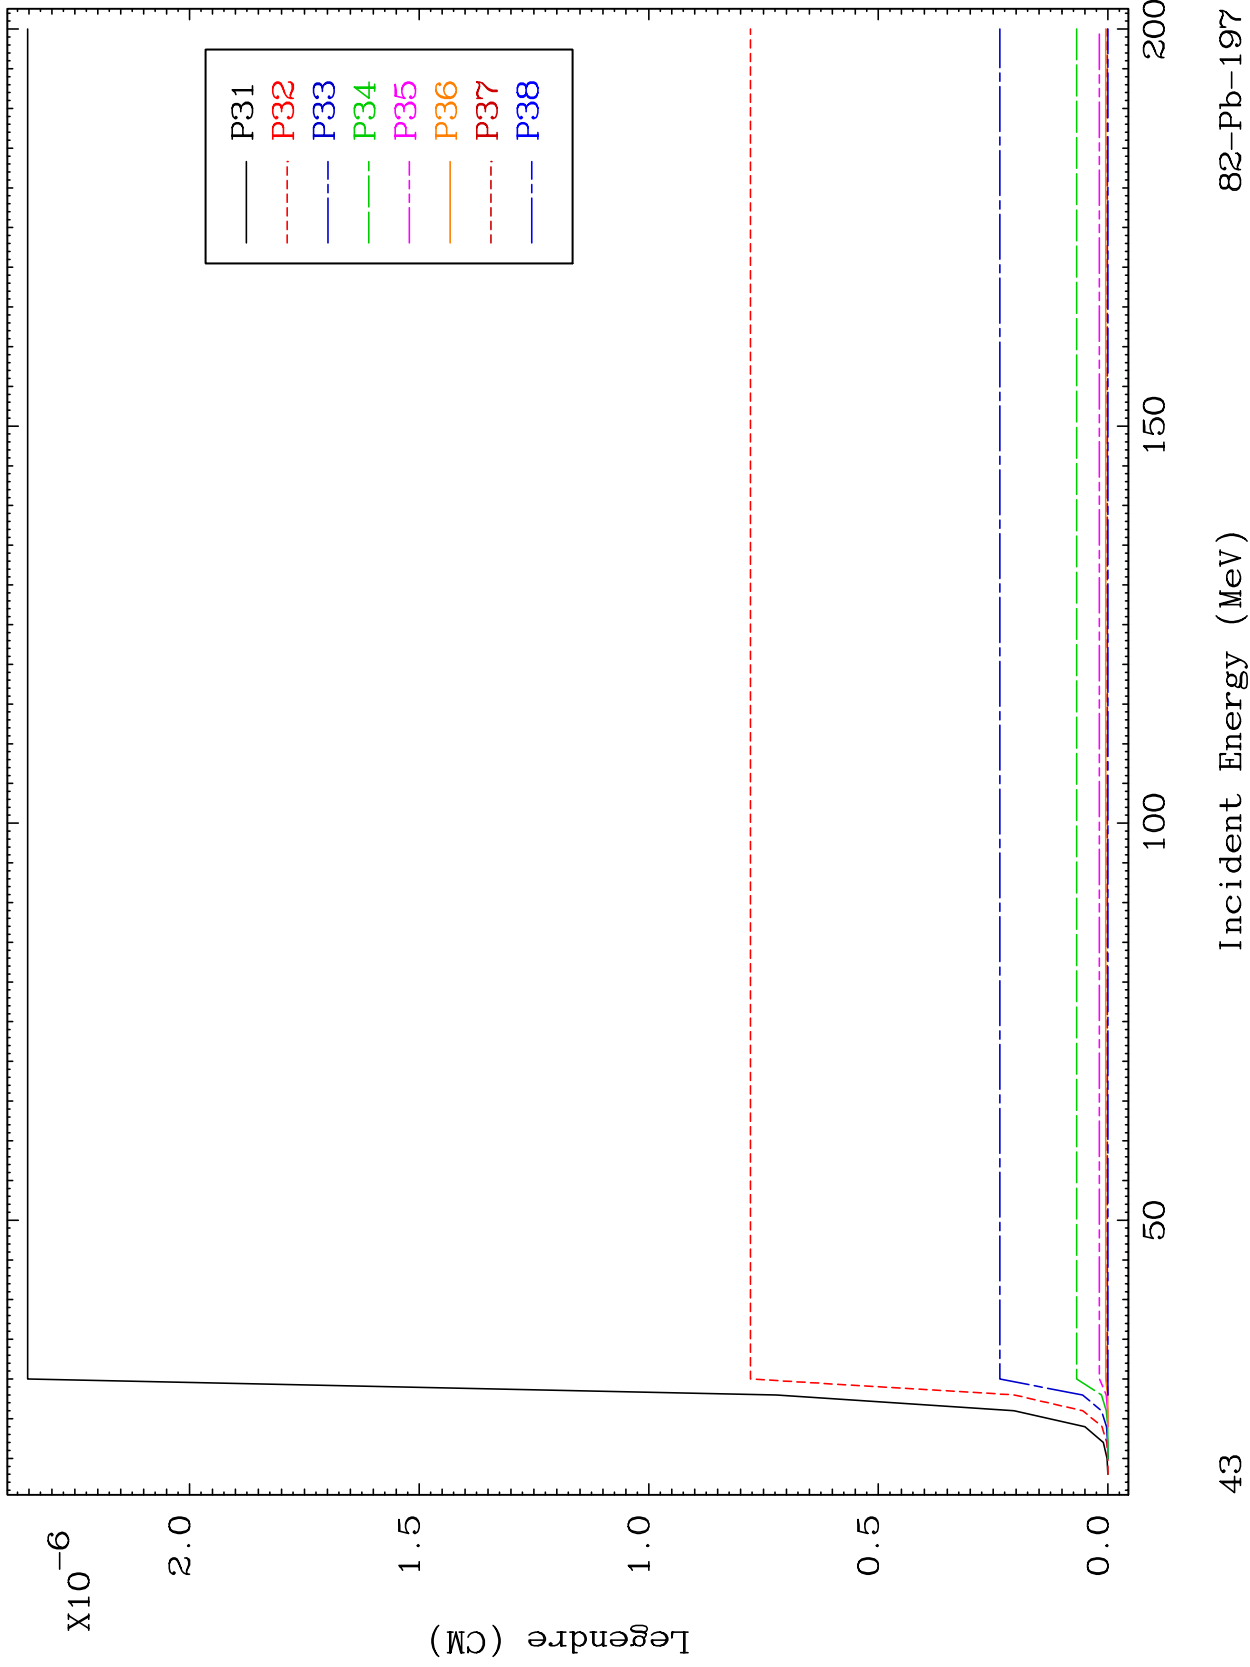 X10-6
2.0
1.5
1.0
0.5
0.0
Legendre (CM)
P31
P32
P33
P34
P35
P36
P37
P38
50
100
150
200
43
Incident Energy (MeV)
82-Pb-197